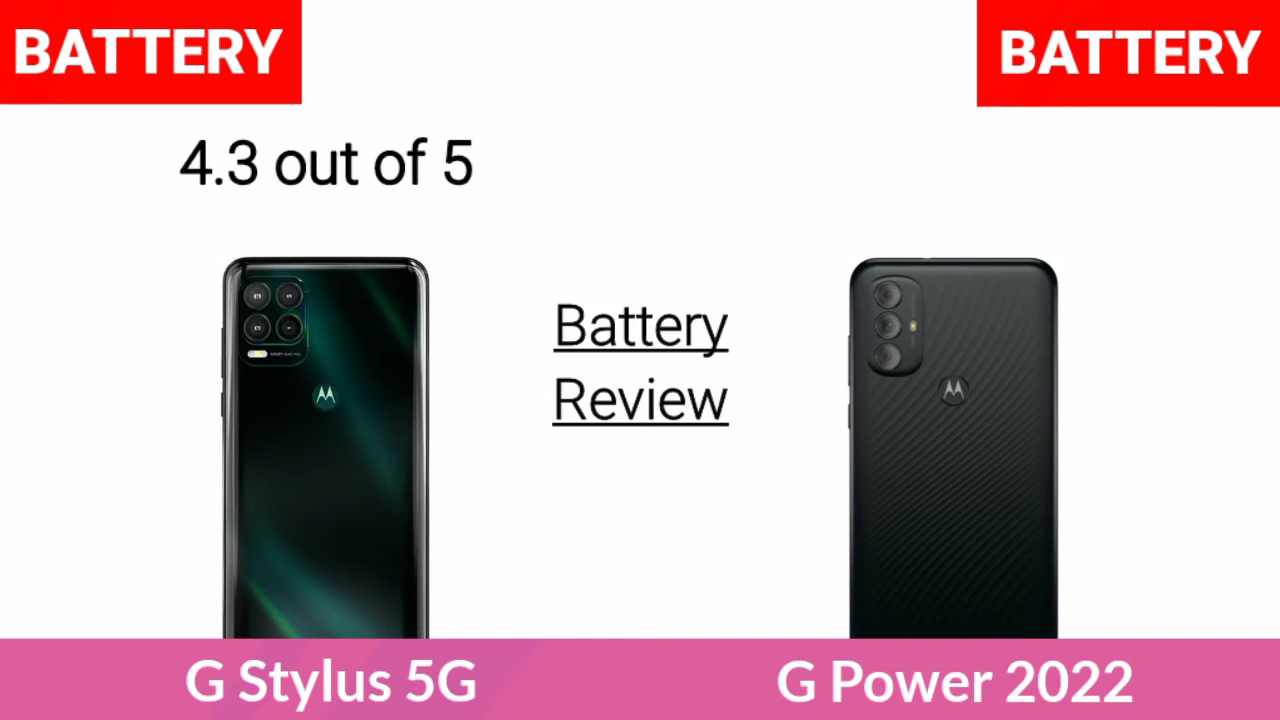 BATTERY
BATTERY
4.3 out of 5
Battery
Review
G Stylus 5G
G Power 2022